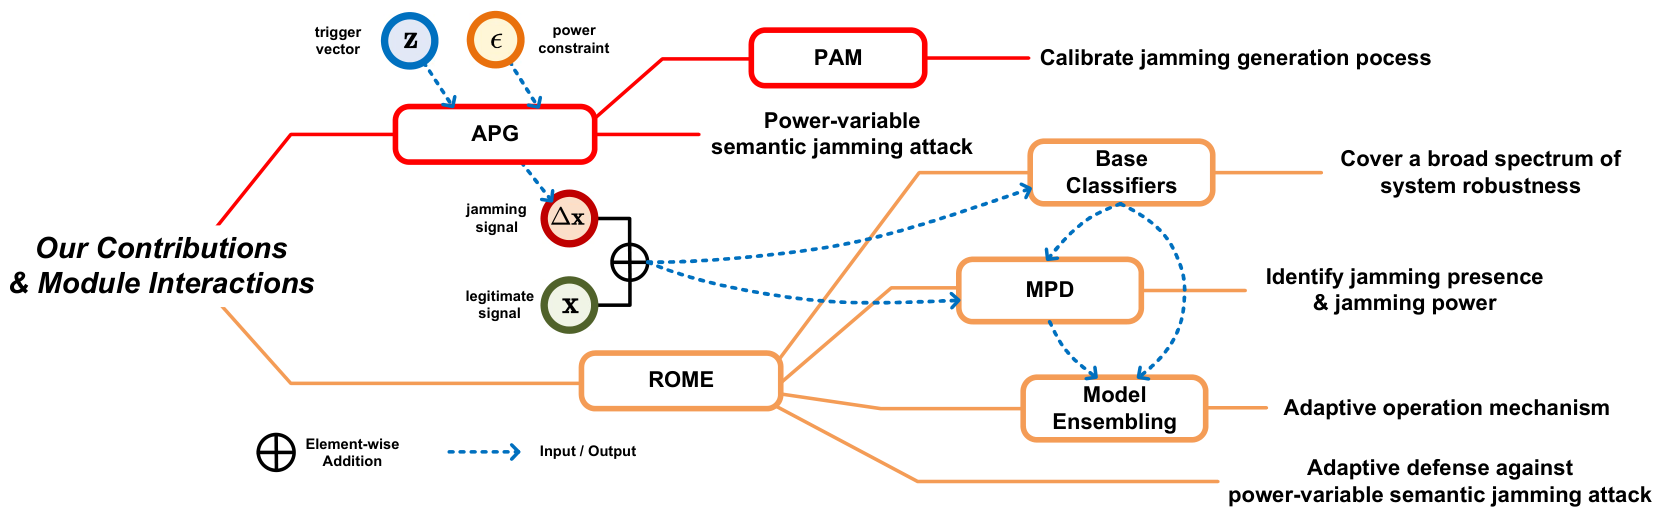 trigger
vector
z
ϵ
power
constraint
PAM
Calibrate jamming generation pocess
APG
Power-variable
semantic jamming attack
Base
Classifiers
Cover a broad spectrum of
system robustness
jamming
signal
Δx
Our Contributions
& Module Interactions
legitimate
signal
x
MPD
Identify jamming presence
& jamming power
ROME
Model
Ensembling
Adaptive operation mechanism
Element-wise
Addition
Input / Output
Adaptive defense against
power-variable semantic jamming attack